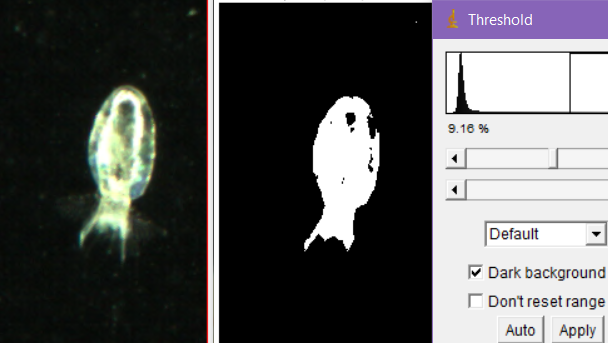 Threshold
9.16 %
Default
Dark background
Don't reset range
Auto Apply